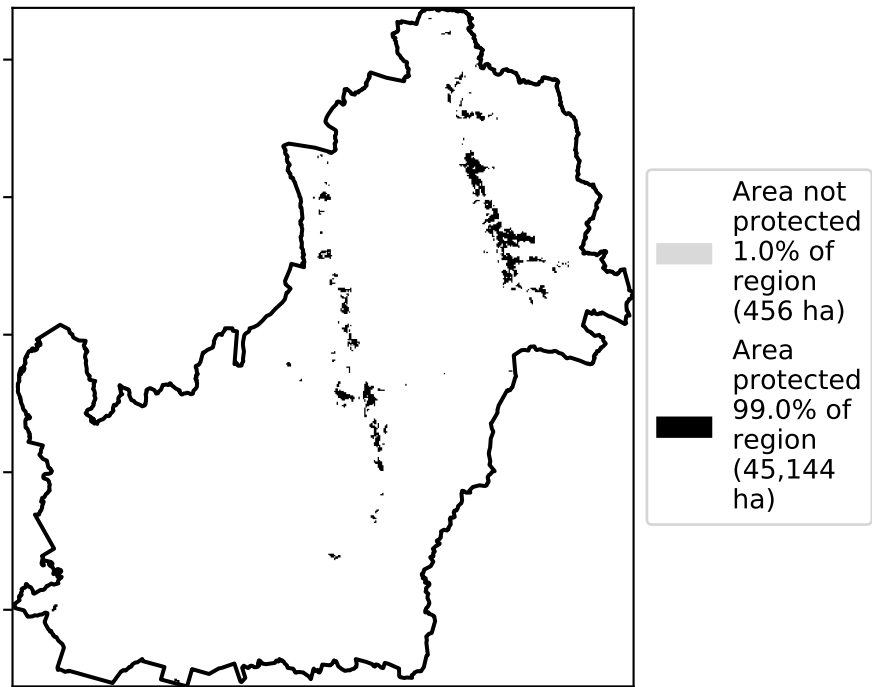 Area not
protected
1.0% of
region
(456 ha)
Area
protected
99.0% of
region
(45,144
ha)